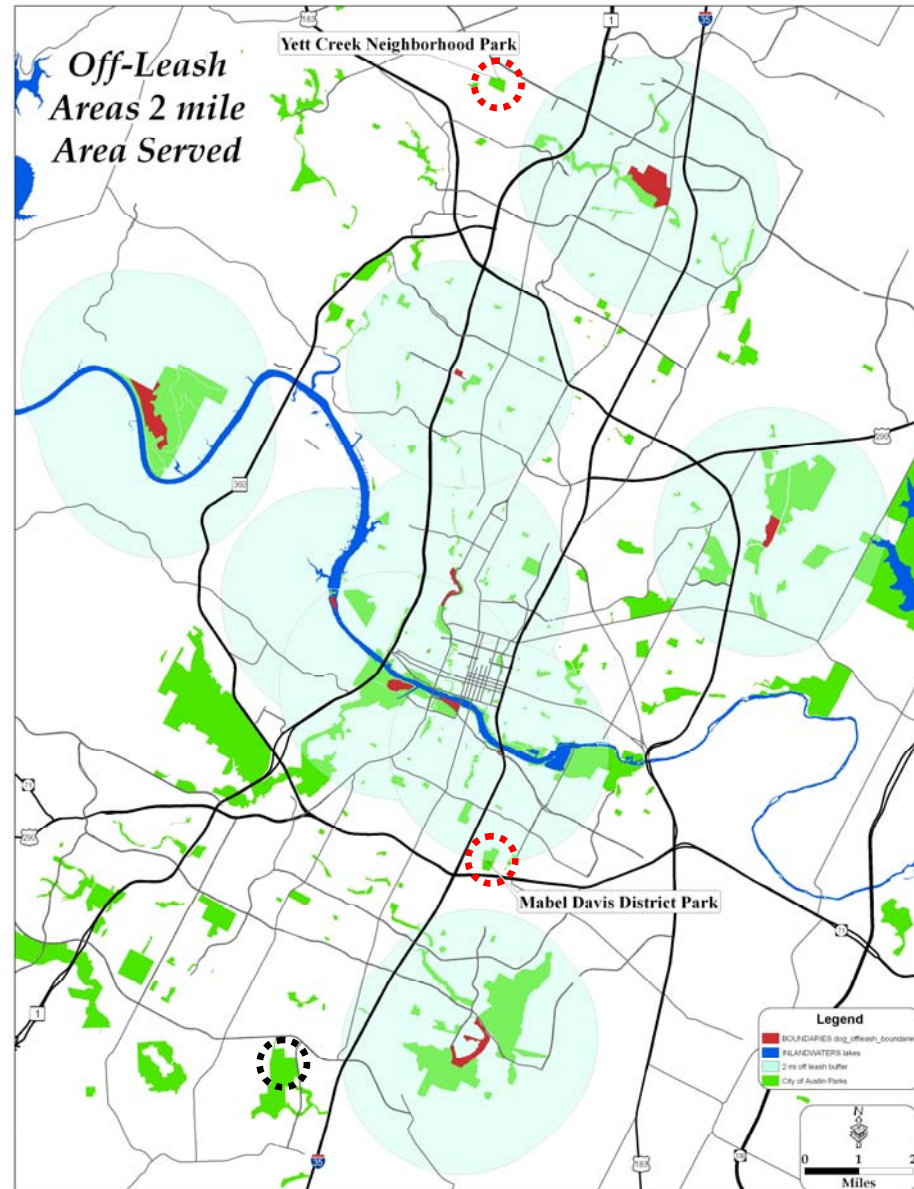 183
1
35
Yett Creek Neighborhood Park
Off-Leash
Areas 2 mile
Area Served
290
360
71
290
Mabel Davis District Park
71
1
Legend
BOUNDARIES dog_offleash_boundarie
INLANDWATERS lakes
2 mi off leash buffer
City of Austin Parks
N
35
183
130
0 1 2
Miles